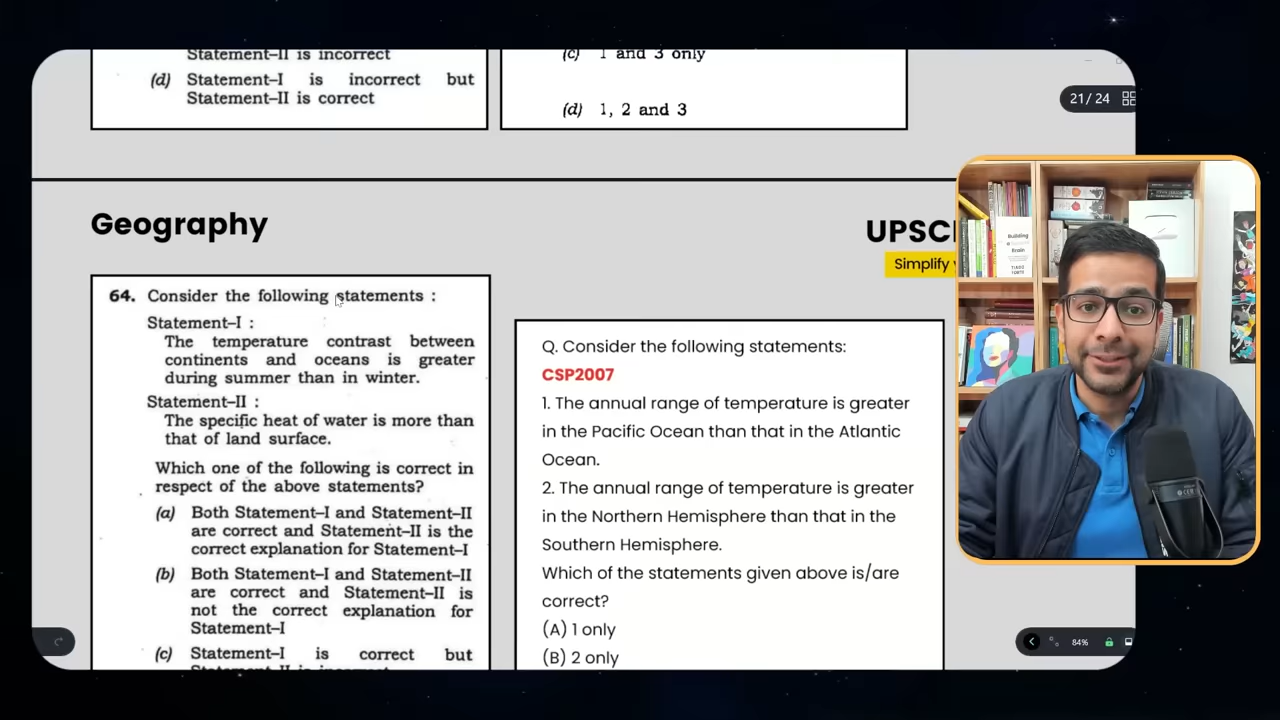 Statement–II is incorrect
(d) Statement–I is incorrect but
Statement–II is correct
(c) 1 and 3 only
(d) 1, 2 and 3
21/ 24
Geography
UPSC
Simplify
64. Consider the following statements :
Statement–I :
The temperature contrast between
continents and oceans is greater
during summer than in winter.
Statement–II :
The specific heat of water is more than
that of land surface.
Which one of the following is correct in
respect of the above statements?
(a) Both Statement–I and Statement–II
are correct and Statement–II is the
correct explanation for Statement–I
(b) Both Statement–I and Statement–II
are correct and Statement–II is
not the correct explanation for
Statement–I
(c) Statement–I is correct but
Statement–II is incorrect
Q. Consider the following statements:
CSP2007
1. The annual range of temperature is greater
in the Pacific Ocean than that in the Atlantic
Ocean.
2. The annual range of temperature is greater
in the Northern Hemisphere than that in the
Southern Hemisphere.
Which of the statements given above is/are
correct?
(A) 1 only
(B) 2 only
Building
Brain
TIAGO
FORTE
84%